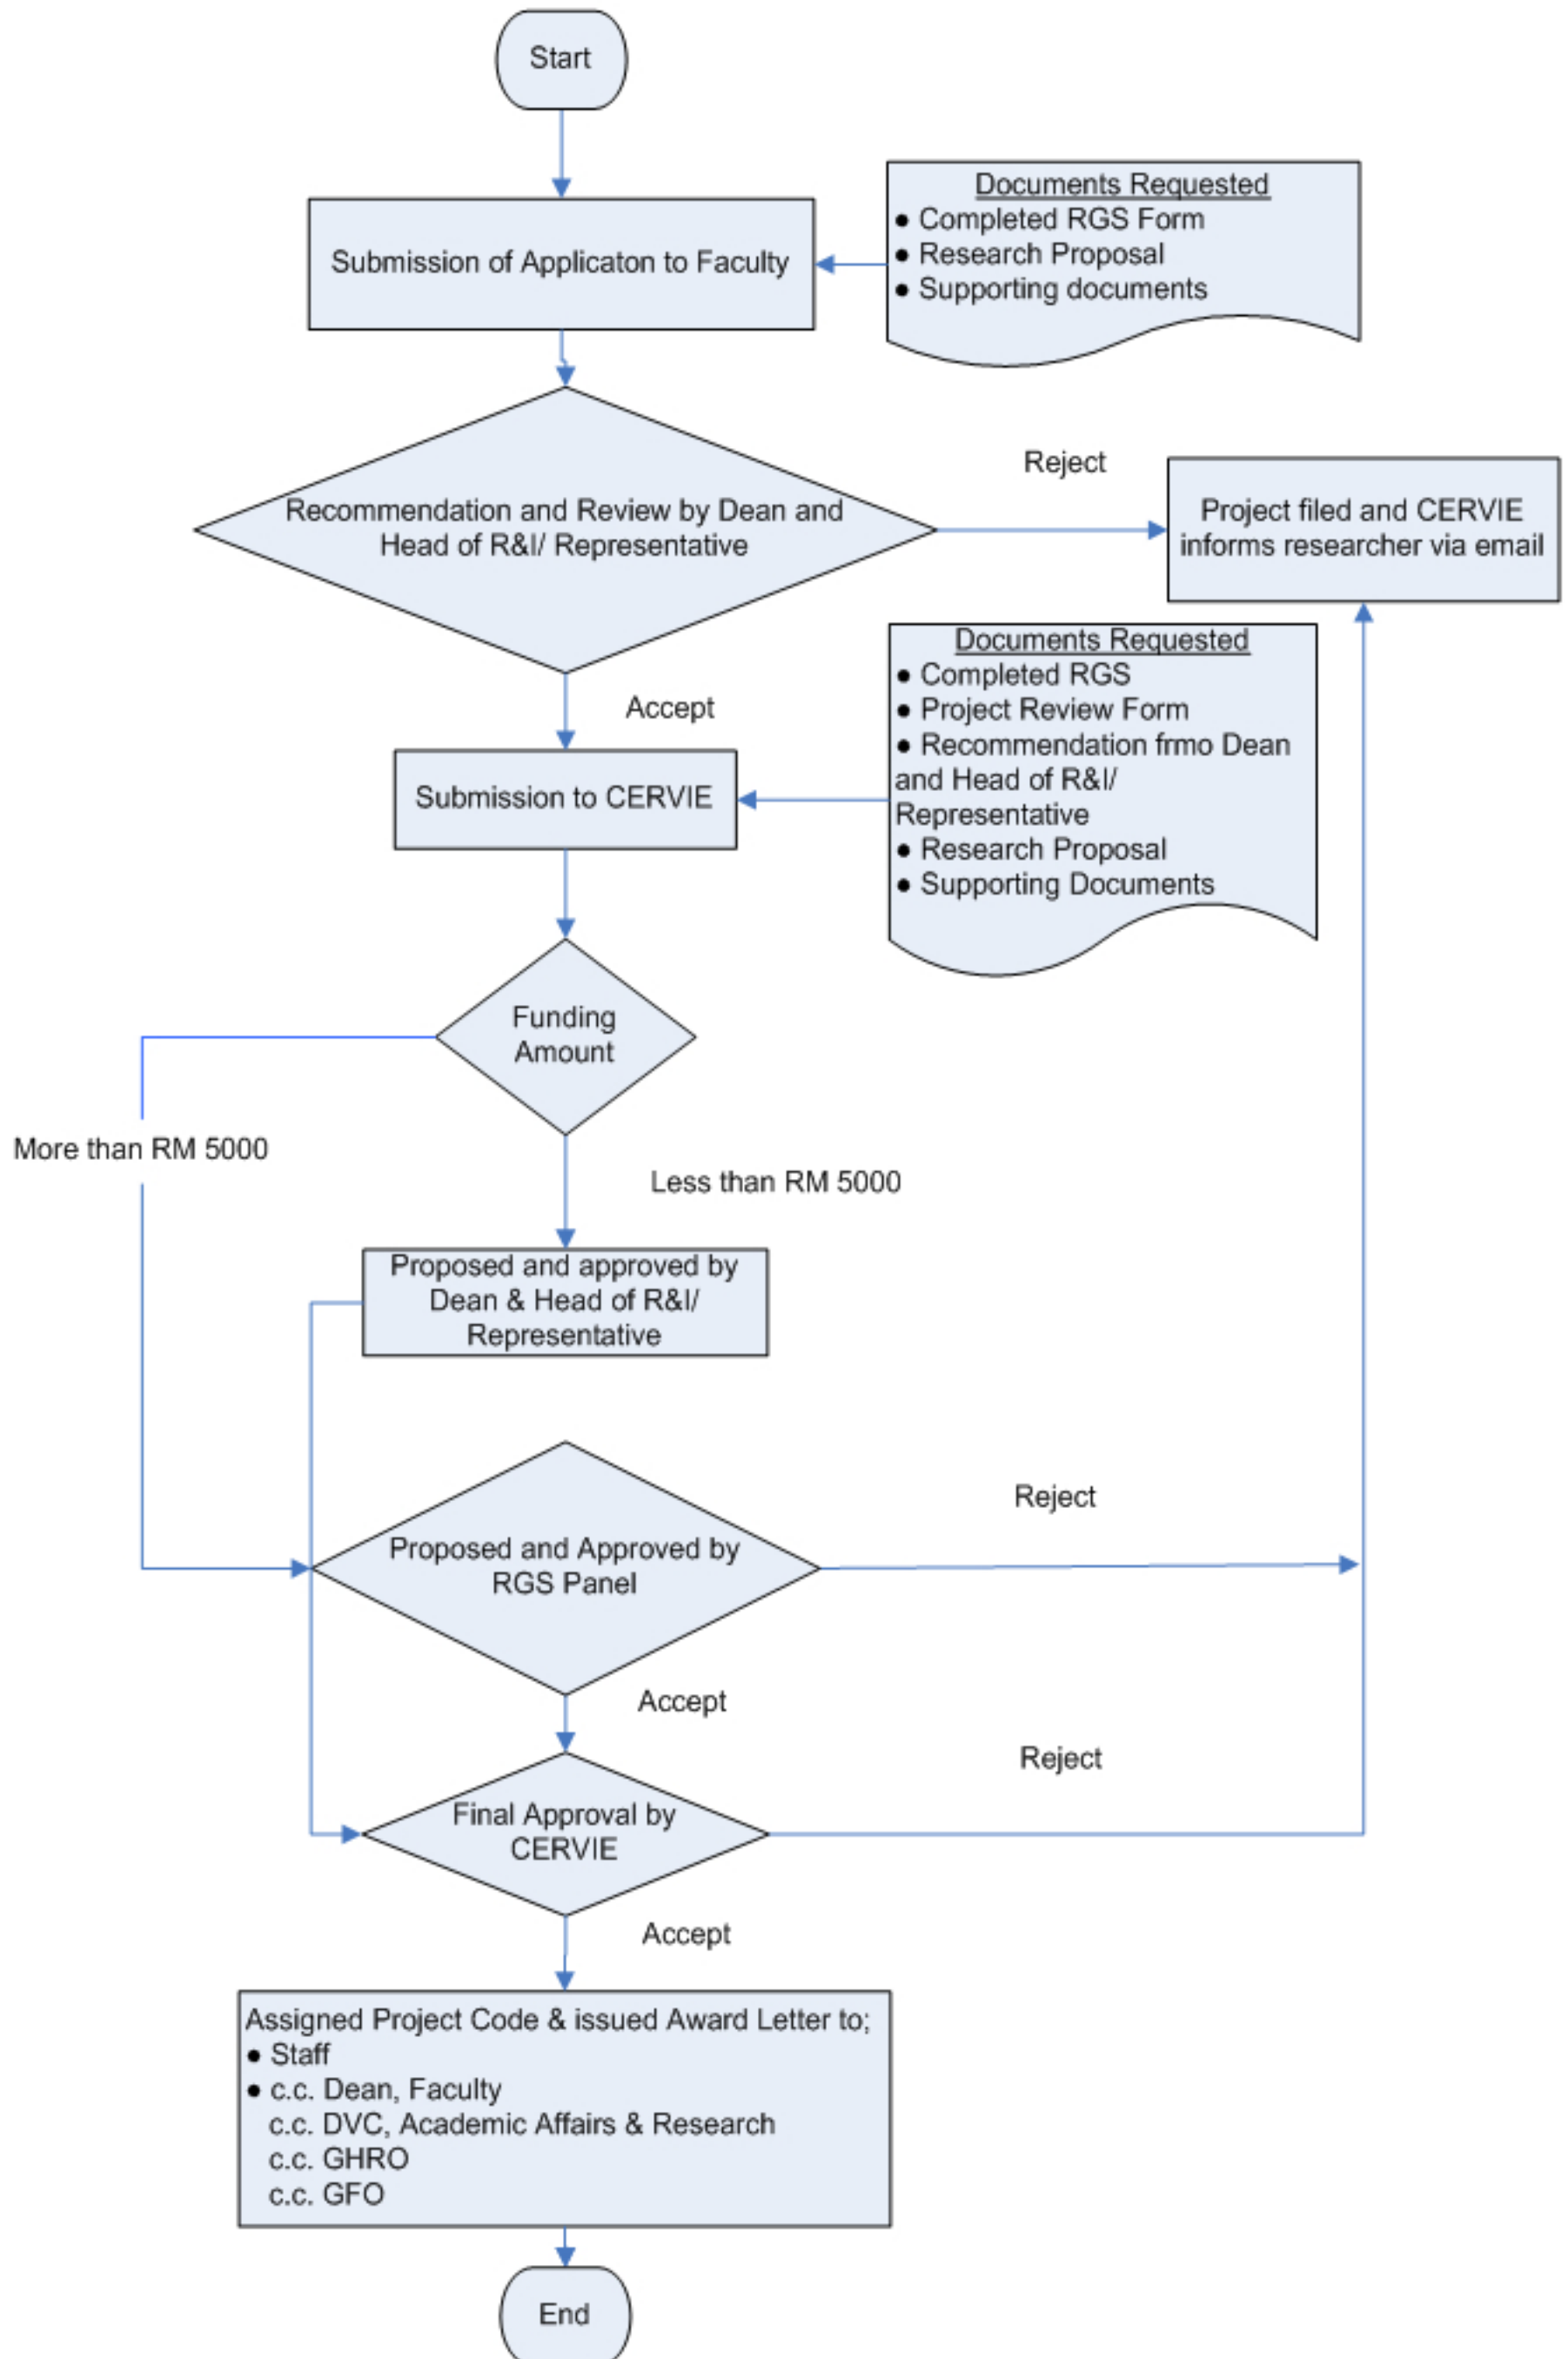 Start
Documents Requested
● Completed RGS Form
● Research Proposal
● Supporting documents
Submission of Applicaton to Faculty
Reject
Recommendation and Review by Dean and
Head of R&I/ Representative
Project filed and CERVIE
informs researcher via email
Documents Requested
● Completed RGS
● Project Review Form
● Recommendation frmo Dean
and Head of R&I/
Representative
● Research Proposal
● Supporting Documents
Accept
Submission to CERVIE
Funding
Amount
More than RM 5000
Less than RM 5000
Proposed and approved by
Dean & Head of R&I/
Representative
Reject
Proposed and Approved by
RGS Panel
Accept
Reject
Final Approval by
CERVIE
Accept
Assigned Project Code & issued Award Letter to;
● Staff
● c.c. Dean, Faculty
c.c. DVC, Academic Affairs & Research
c.c. GHRO
c.c. GFO
End